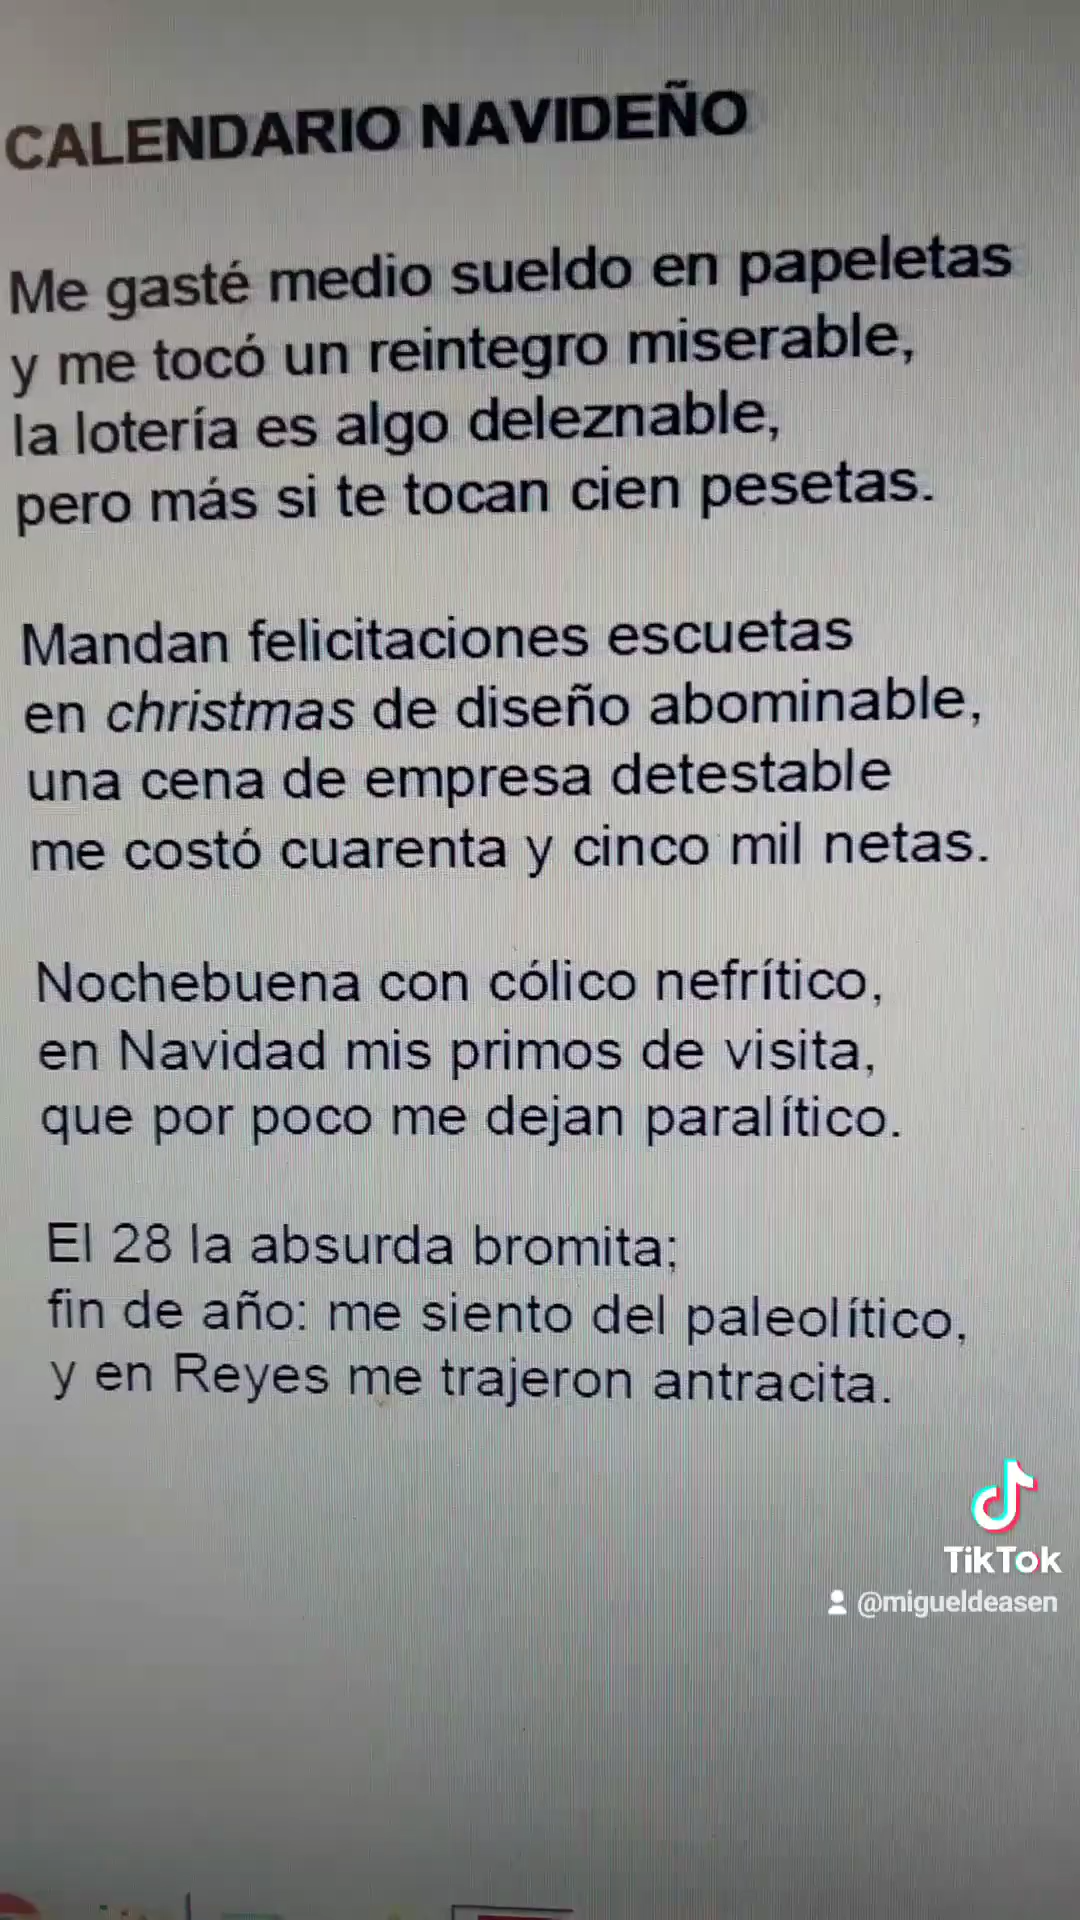 CALENDARIO NAVIDEÑO
Me gasté medio sueldo en papeletas
y me tocó un reintegro miserable,
la lotería es algo deleznable,
pero más si te tocan cien pesetas.
Mandan felicitaciones escuetas
en christmas de diseño abominable,
una cena de empresa detestable
me costó cuarenta y cinco mil netas.
Nochebuena con cólico nefrítico,
en Navidad mis primos de visita,
que por poco me dejan paralítico.
El 28 la absurda bromita;
fin de año: me siento del paleolítico,
y en Reyes me trajeron antracita.
TikTok
@migueldeasen